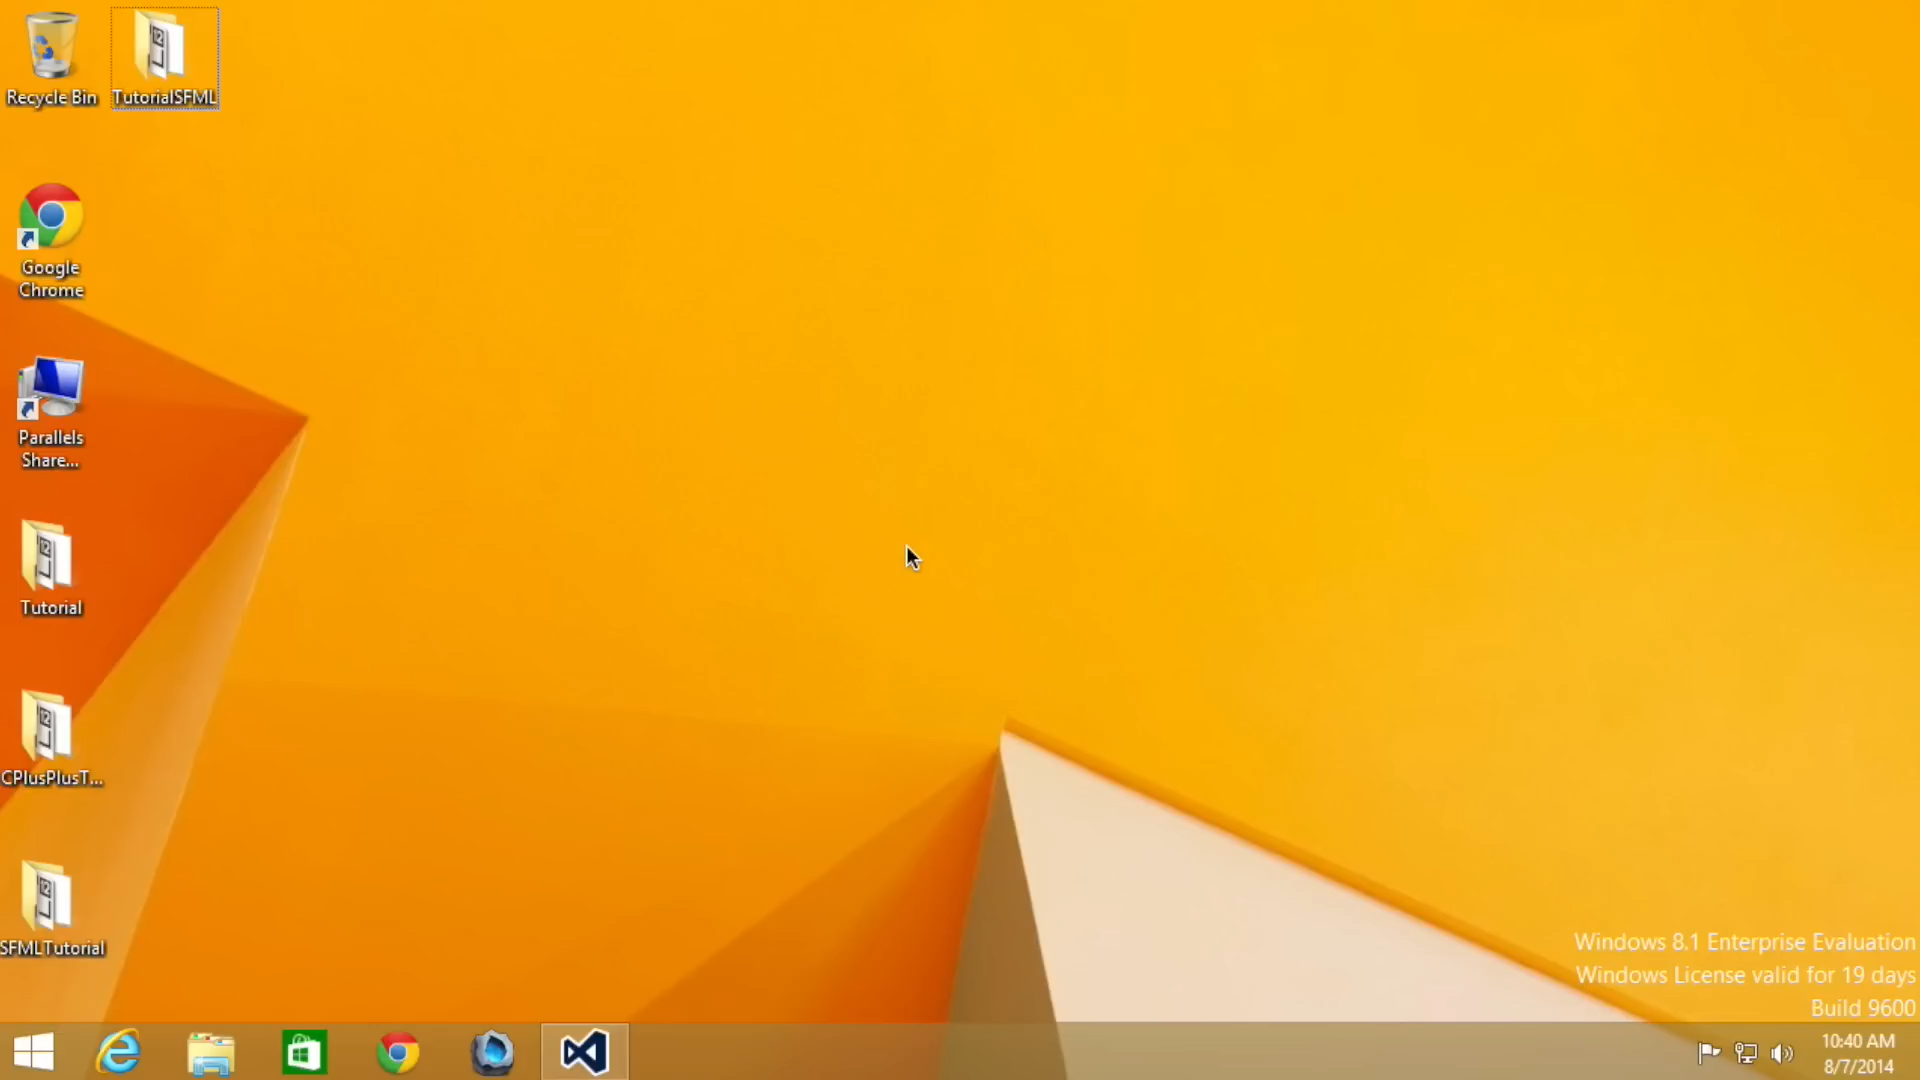 Recycle Bin
TutorialSFML
Google
Chrome
Parallels
Share...
Tutorial
CPlusPlusT...
SFMLTutorial
Windows 8.1 Enterprise Evaluation
Windows License valid for 19 days
Build 9600
10:40 AM
8/7/2014